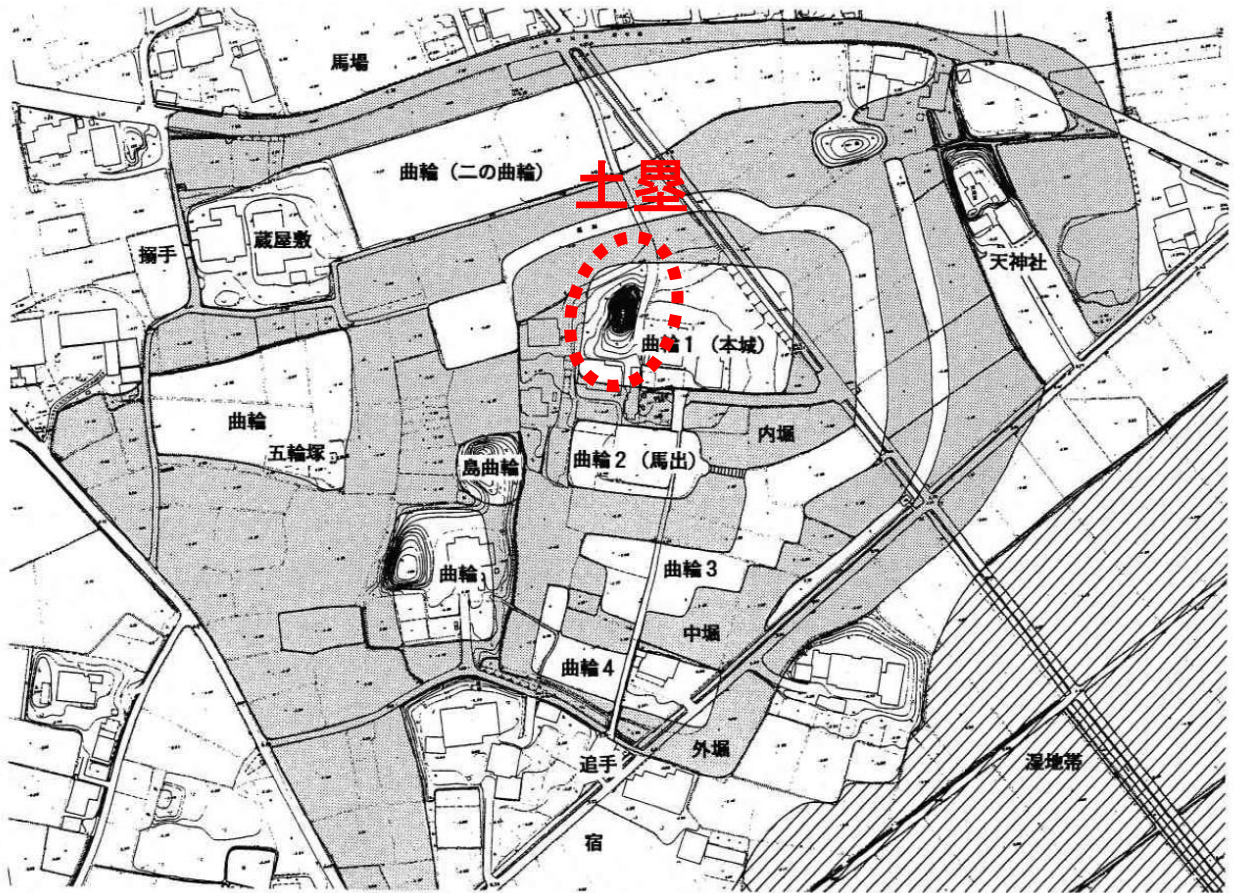 馬場
曲輪（二の曲輪）
土塁
蔵屋敷
搦手
天神社
曲輪１（本城）
曲輪
五輪塚
島曲輪
曲輪２（馬出）
内堀
曲輪
曲輪３
中堀
曲輪４
外堀
追手
湿地帯
宿